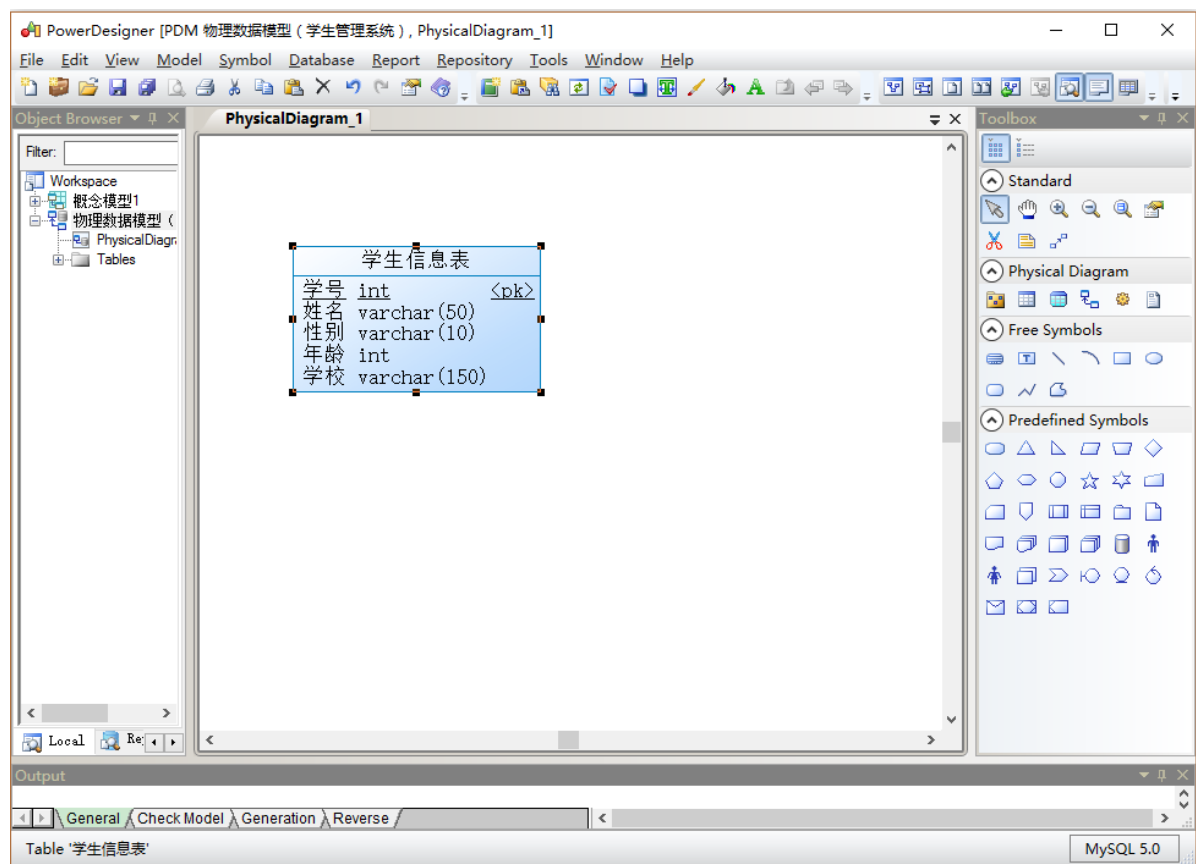 PowerDesigner [PDM 物理数据模型（学生管理系统）, PhysicalDiagram_1]
File Edit View Model Symbol Database Report Repository Tools Window Help
Object Browser
PhysicalDiagram_1
Toolbox
Filter:
Workspace
概念模型1
物理数据模型（
PhysicalDiagra
Tables
学生信息表
学号 int <pk>
姓名 varchar(50)
性别 varchar(10)
年龄 int
学校 varchar(150)
Standard
Physical Diagram
Free Symbols
Predefined Symbols
Local Re
Output
General Check Model Generation Reverse
Table '学生信息表'
MySQL 5.0